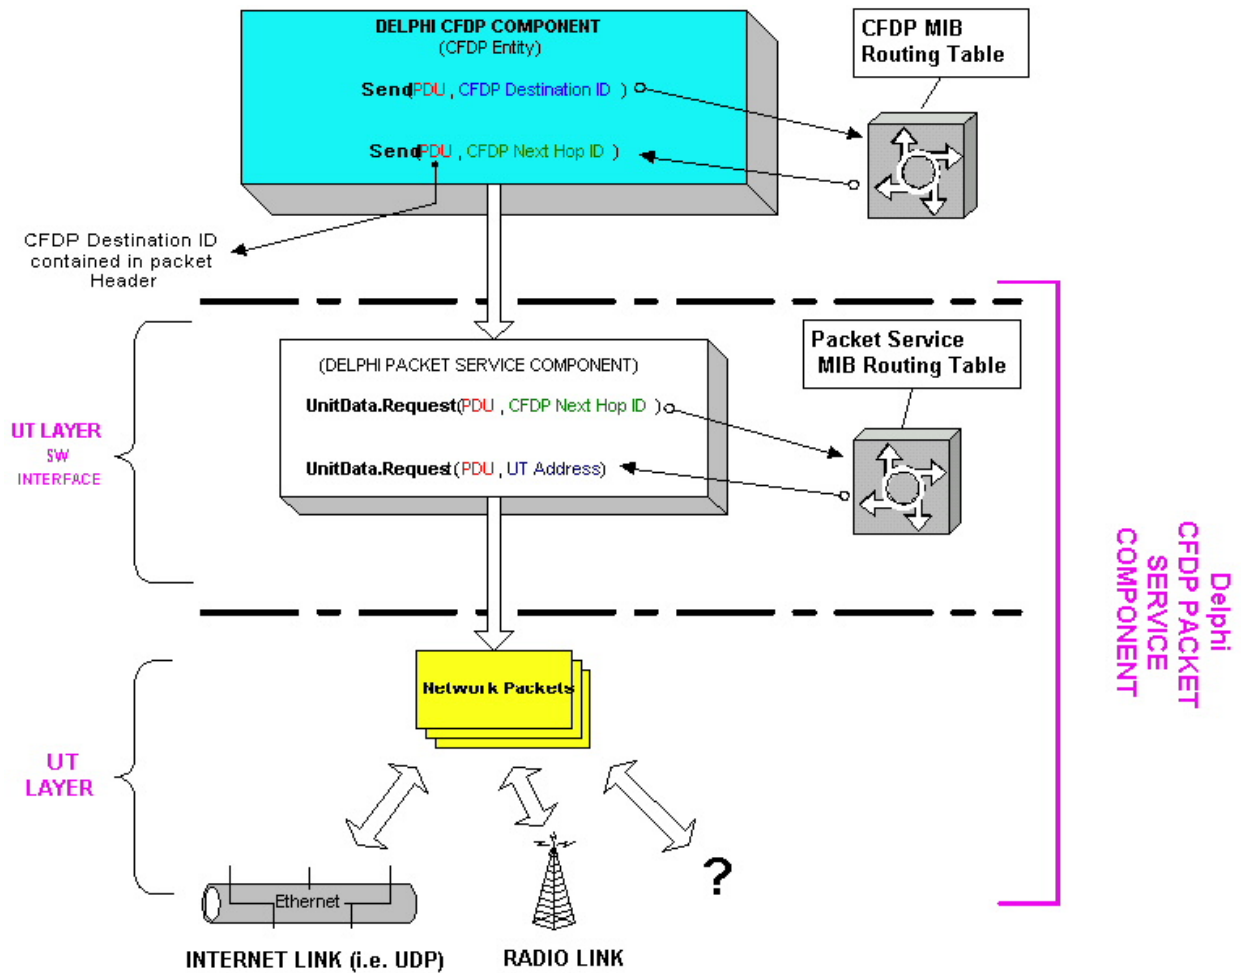 DELPHI CFDP COMPONENT
(CFDP Entity)
Send(PDU , CFDP Destination ID )
Send(PDU , CFDP Next Hop ID )
CFDP MIB
Routing Table
CFDP Destination ID
contained in packet
Header
(DELPHI PACKET SERVICE COMPONENT)
UnitData.Request(PDU , CFDP Next Hop ID )
UnitData.Request(PDU , UT Address)
Packet Service
MIB Routing Table
UT LAYER
SW
INTERFACE
Delphi
CFDP PACKET
SERVICE
COMPONENT
Network Packets
UT
LAYER
?
Ethernet
INTERNET LINK (i.e. UDP)
RADIO LINK